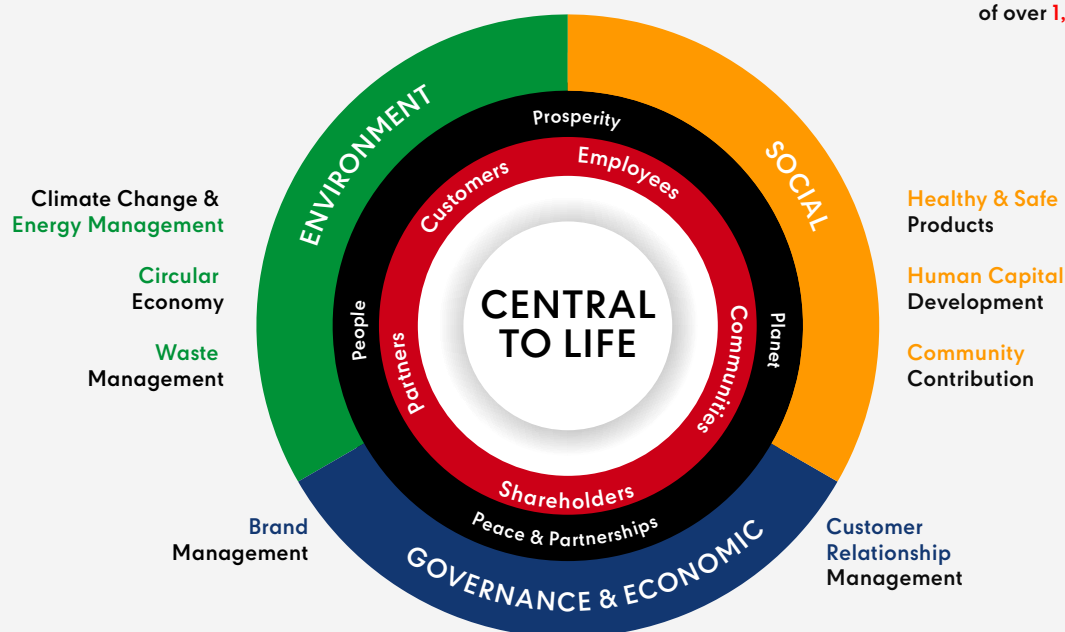 of over 1,
ENVIRONMENT
SOCIAL
Prosperity
Customers
Employees
Climate Change &
Energy Management
Circular
Economy
Waste
Management
People
Partners
CENTRAL
TO LIFE
Communities
Planet
Healthy & Safe
Products
Human Capital
Development
Community
Contribution
Shareholders
Peace & Partnerships
GOVERNANCE & ECONOMIC
Brand
Management
Customer
Relationship
Management